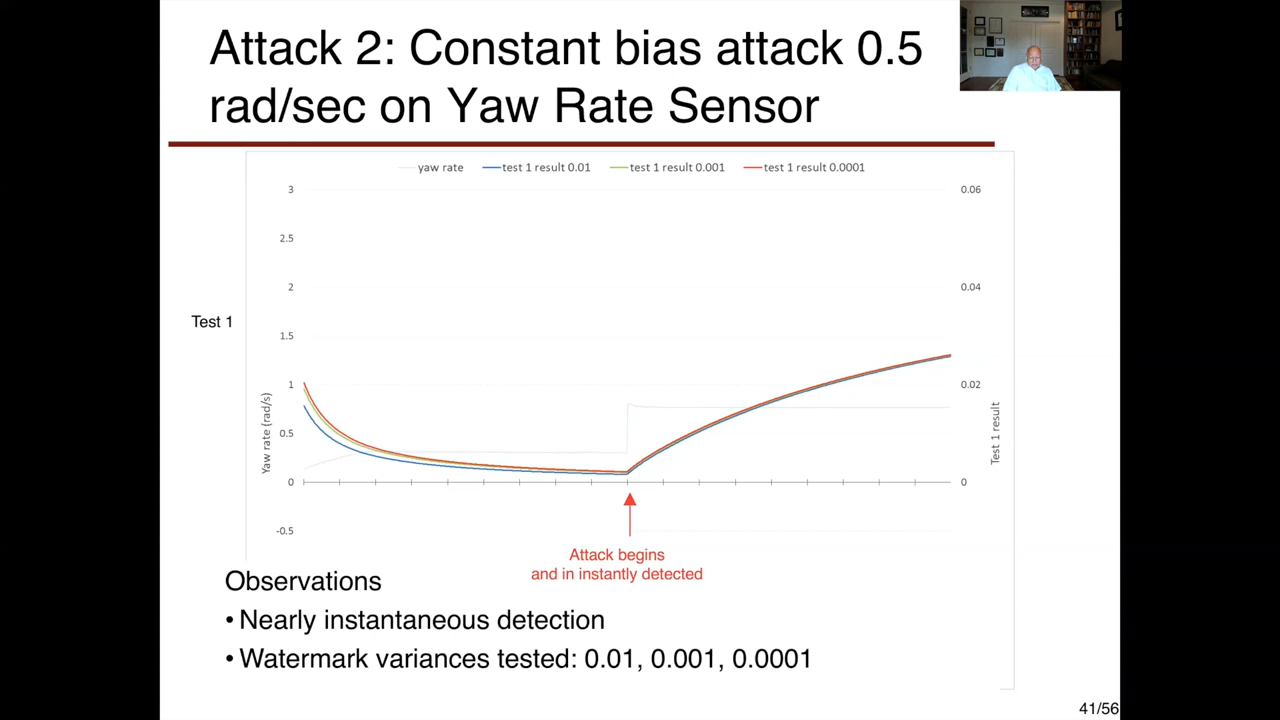 Attack 2: Constant bias attack 0.5
rad/sec on Yaw Rate Sensor
yaw rate
test 1 result 0.01
test 1 result 0.001
test 1 result 0.0001
3
2.5
2
1.5
1
0.5
0
-0.5
Yaw rate (rad/s)
0.06
0.04
0.02
0
Test 1 result
Test 1
Attack begins
and in instantly detected
Observations
• Nearly instantaneous detection
• Watermark variances tested: 0.01, 0.001, 0.0001
41/56